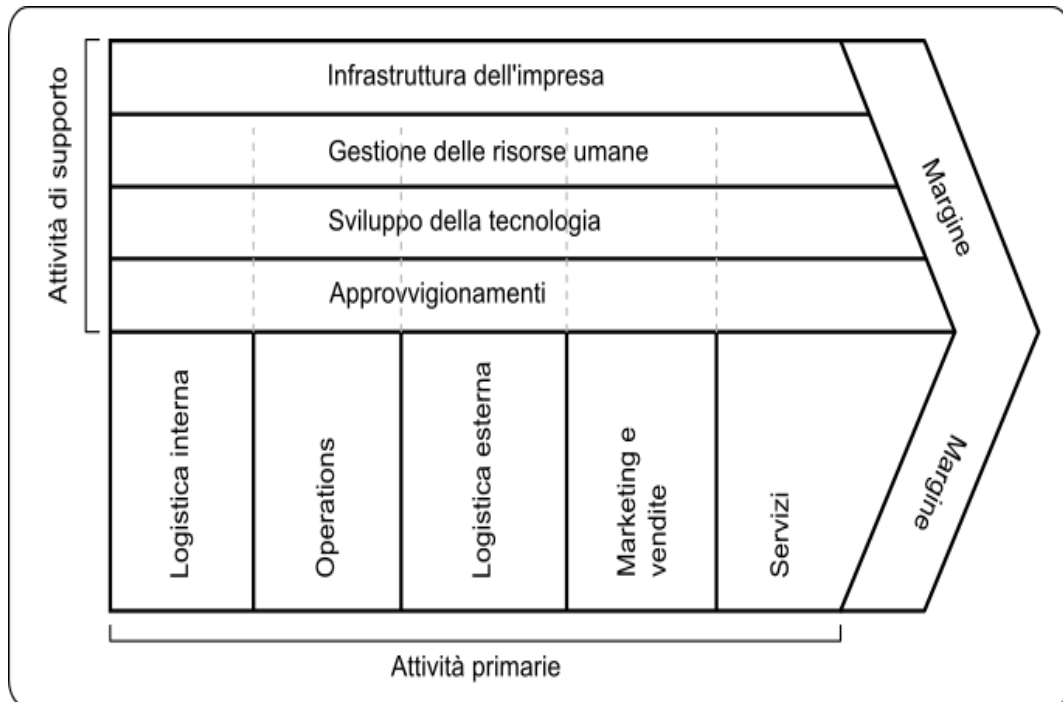 Attività di supporto
Infrastruttura dell'impresa
Gestione delle risorse umane
Sviluppo della tecnologia
Approvvigionamenti
Margine
Logistica interna
Operations
Logistica esterna
Marketing e
vendite
Servizi
Margine
Attività primarie